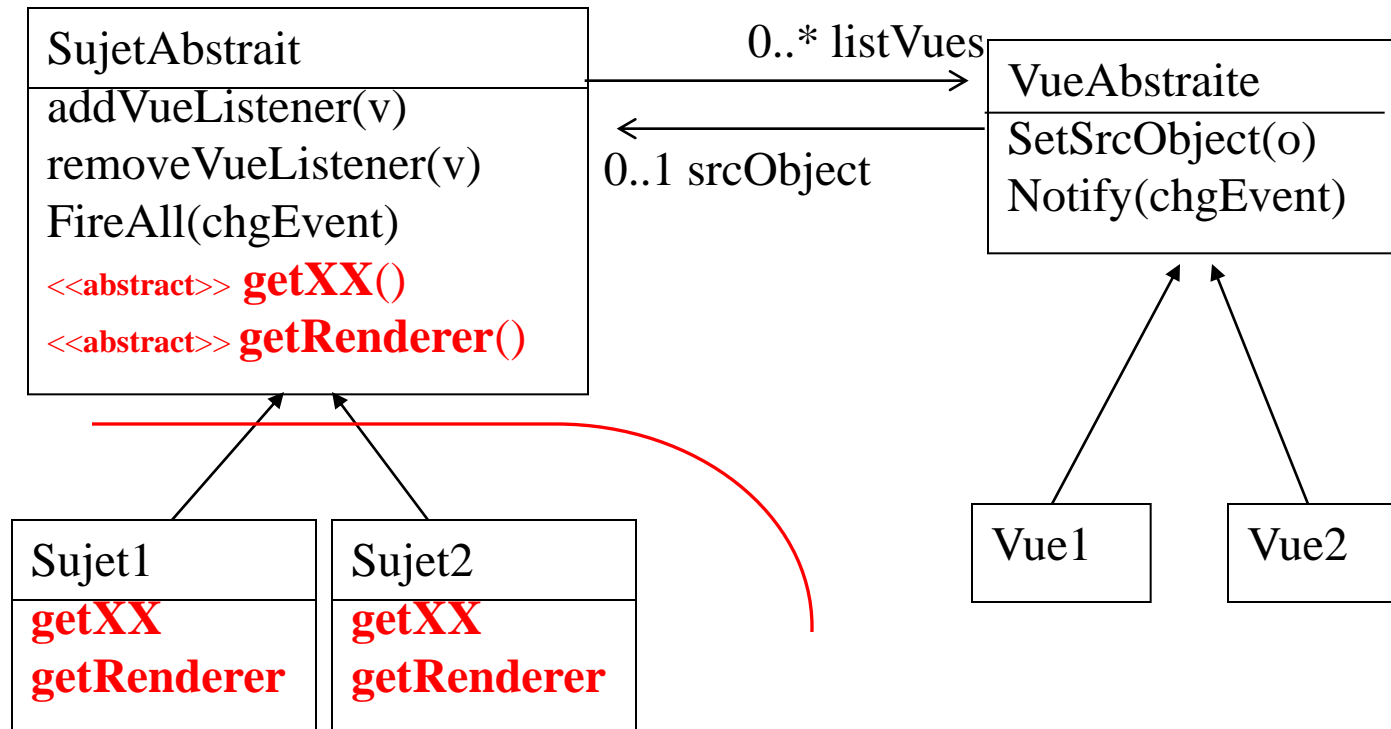 SujetAbstrait
addVueListener(v)
removeVueListener(v)
FireAll(chgEvent)
<<abstract>> getXX()
<<abstract>> getRenderer()
0..* listVues
0..1 srcObject
VueAbstraite
SetSrcObject(o)
Notify(chgEvent)
Sujet1
getXX
getRenderer
Sujet2
getXX
getRenderer
Vue1
Vue2